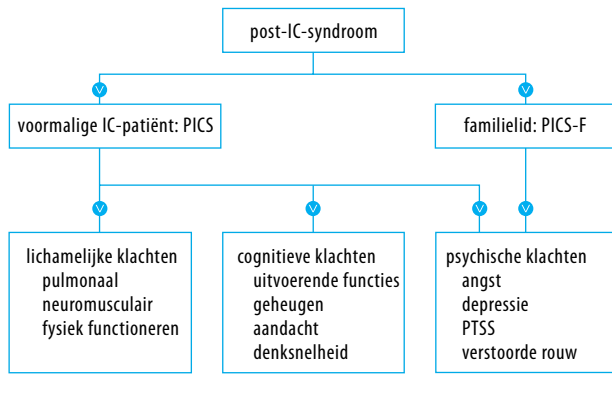 post-IC-syndroom
voormalige IC-patiënt: PICS
familielid: PICS-F
lichamelijke klachten
pulmonaal
neuromusculair
fysiek functioneren
cognitieve klachten
uitvoerende functies
geheugen
aandacht
denksnelheid
psychische klachten
angst
depressie
PTSS
verstoorde rouw